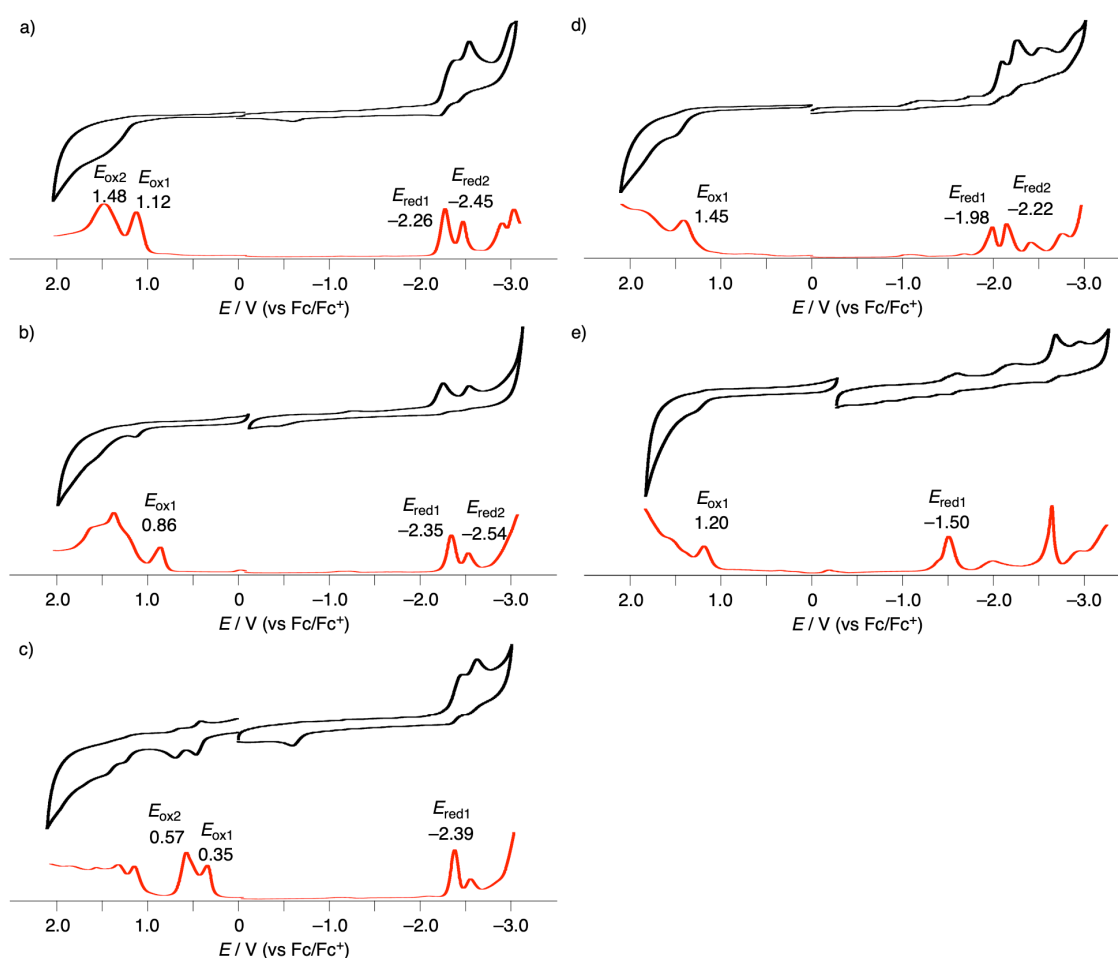 a)
Eox2
1.48
Eox1
1.12
Ered1
−2.26
Ered2
−2.45
2.0 1.0 0 −1.0 −2.0 −3.0
E / V (vs Fc/Fc+)
b)
Eox1
0.86
Ered1
−2.35
Ered2
−2.54
2.0 1.0 0 −1.0 −2.0 −3.0
E / V (vs Fc/Fc+)
c)
Eox2
0.57
Eox1
0.35
Ered1
−2.39
2.0 1.0 0 −1.0 −2.0 −3.0
E / V (vs Fc/Fc+)
d)
Eox1
1.45
Ered1
−1.98
Ered2
−2.22
2.0 1.0 0 −1.0 −2.0 −3.0
E / V (vs Fc/Fc+)
e)
Eox1
1.20
Ered1
−1.50
2.0 1.0 0 −1.0 −2.0 −3.0
E / V (vs Fc/Fc+)